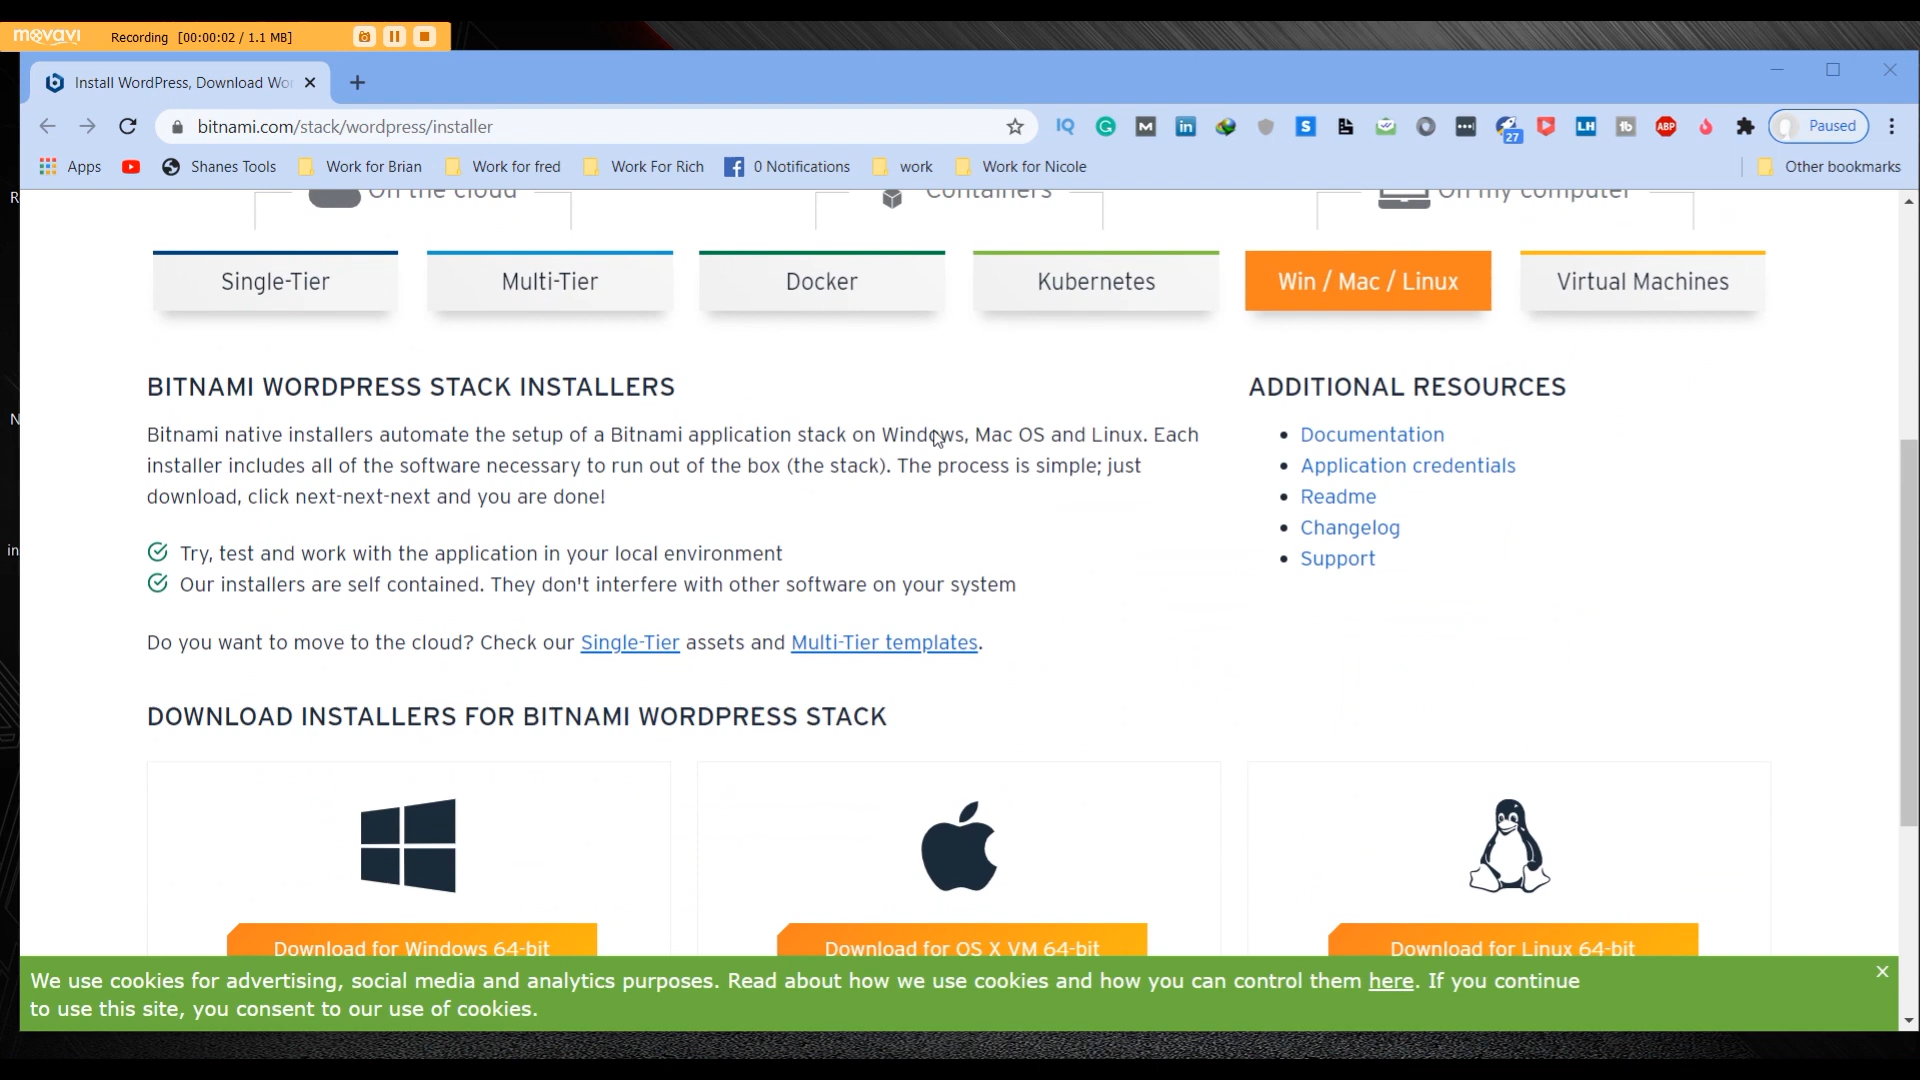 movavi Recording [00:00:02 / 1.1 MB]
Install WordPress, Download Wo
bitnami.com/stack/wordpress/installer
27
ABP
Paused
Apps
Shanes Tools
Work for Brian
Work for fred
Work For Rich
0 Notifications
work
Work for Nicole
Other bookmarks
On the cloud
Containers
On my computer
Single-Tier
Multi-Tier
Docker
Kubernetes
Win / Mac / Linux
Virtual Machines
BITNAMI WORDPRESS STACK INSTALLERS
Bitnami native installers automate the setup of a Bitnami application stack on Windows, Mac OS and Linux. Each
installer includes all of the software necessary to run out of the box (the stack). The process is simple; just
download, click next-next-next and you are done!
Try, test and work with the application in your local environment
Our installers are self contained. They don't interfere with other software on your system
Do you want to move to the cloud? Check our Single-Tier assets and Multi-Tier templates.
ADDITIONAL RESOURCES
Documentation
Application credentials
Readme
Changelog
Support
DOWNLOAD INSTALLERS FOR BITNAMI WORDPRESS STACK
Download for Windows 64-bit
Download for OS X VM 64-bit
Download for Linux 64-bit
We use cookies for advertising, social media and analytics purposes. Read about how we use cookies and how you can control them here. If you continue
to use this site, you consent to our use of cookies.